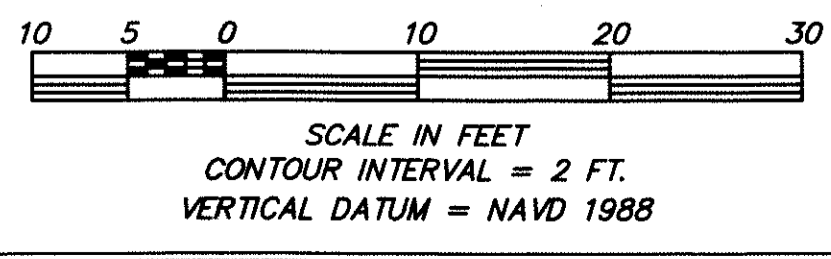 10 5 0 10 20 30
SCALE IN FEET
CONTOUR INTERVAL = 2 FT.
VERTICAL DATUM = NAVD 1988